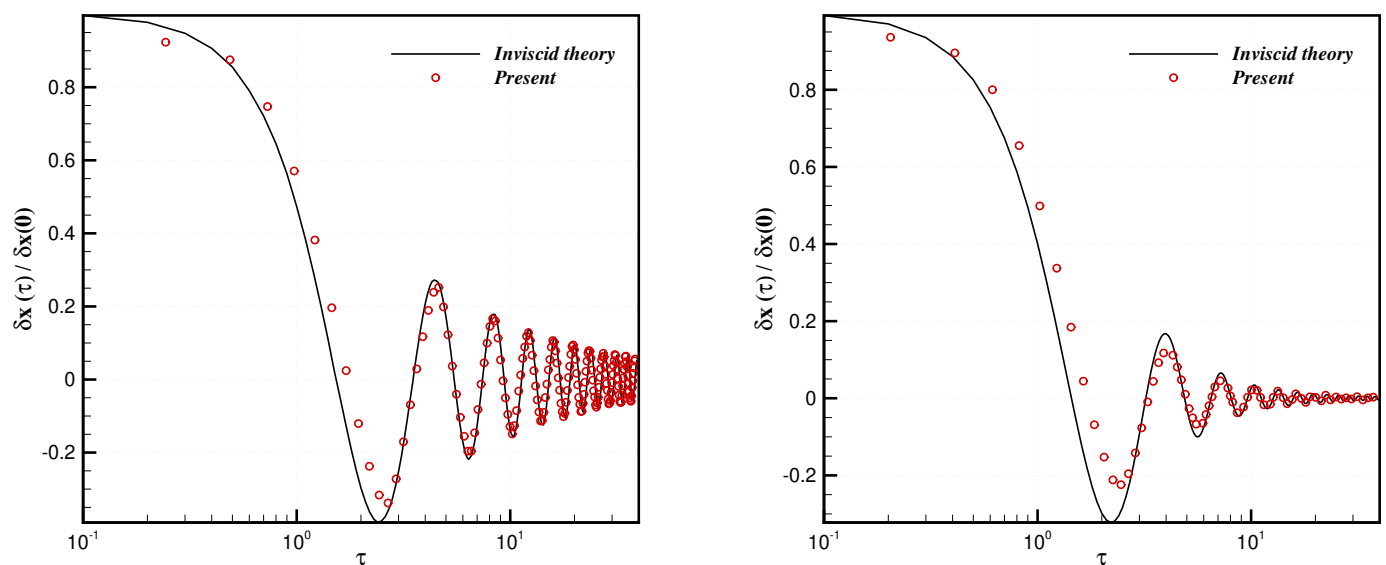 Inviscid theory
Present
0.8
0.6
0.4
0.2
0
-0.2
δx (τ) / δx(0)
10⁻¹ 10⁰ 10¹
τ
Inviscid theory
Present
0.8
0.6
0.4
0.2
0
-0.2
δx (τ) / δx(0)
10⁻¹ 10⁰ 10¹
τ